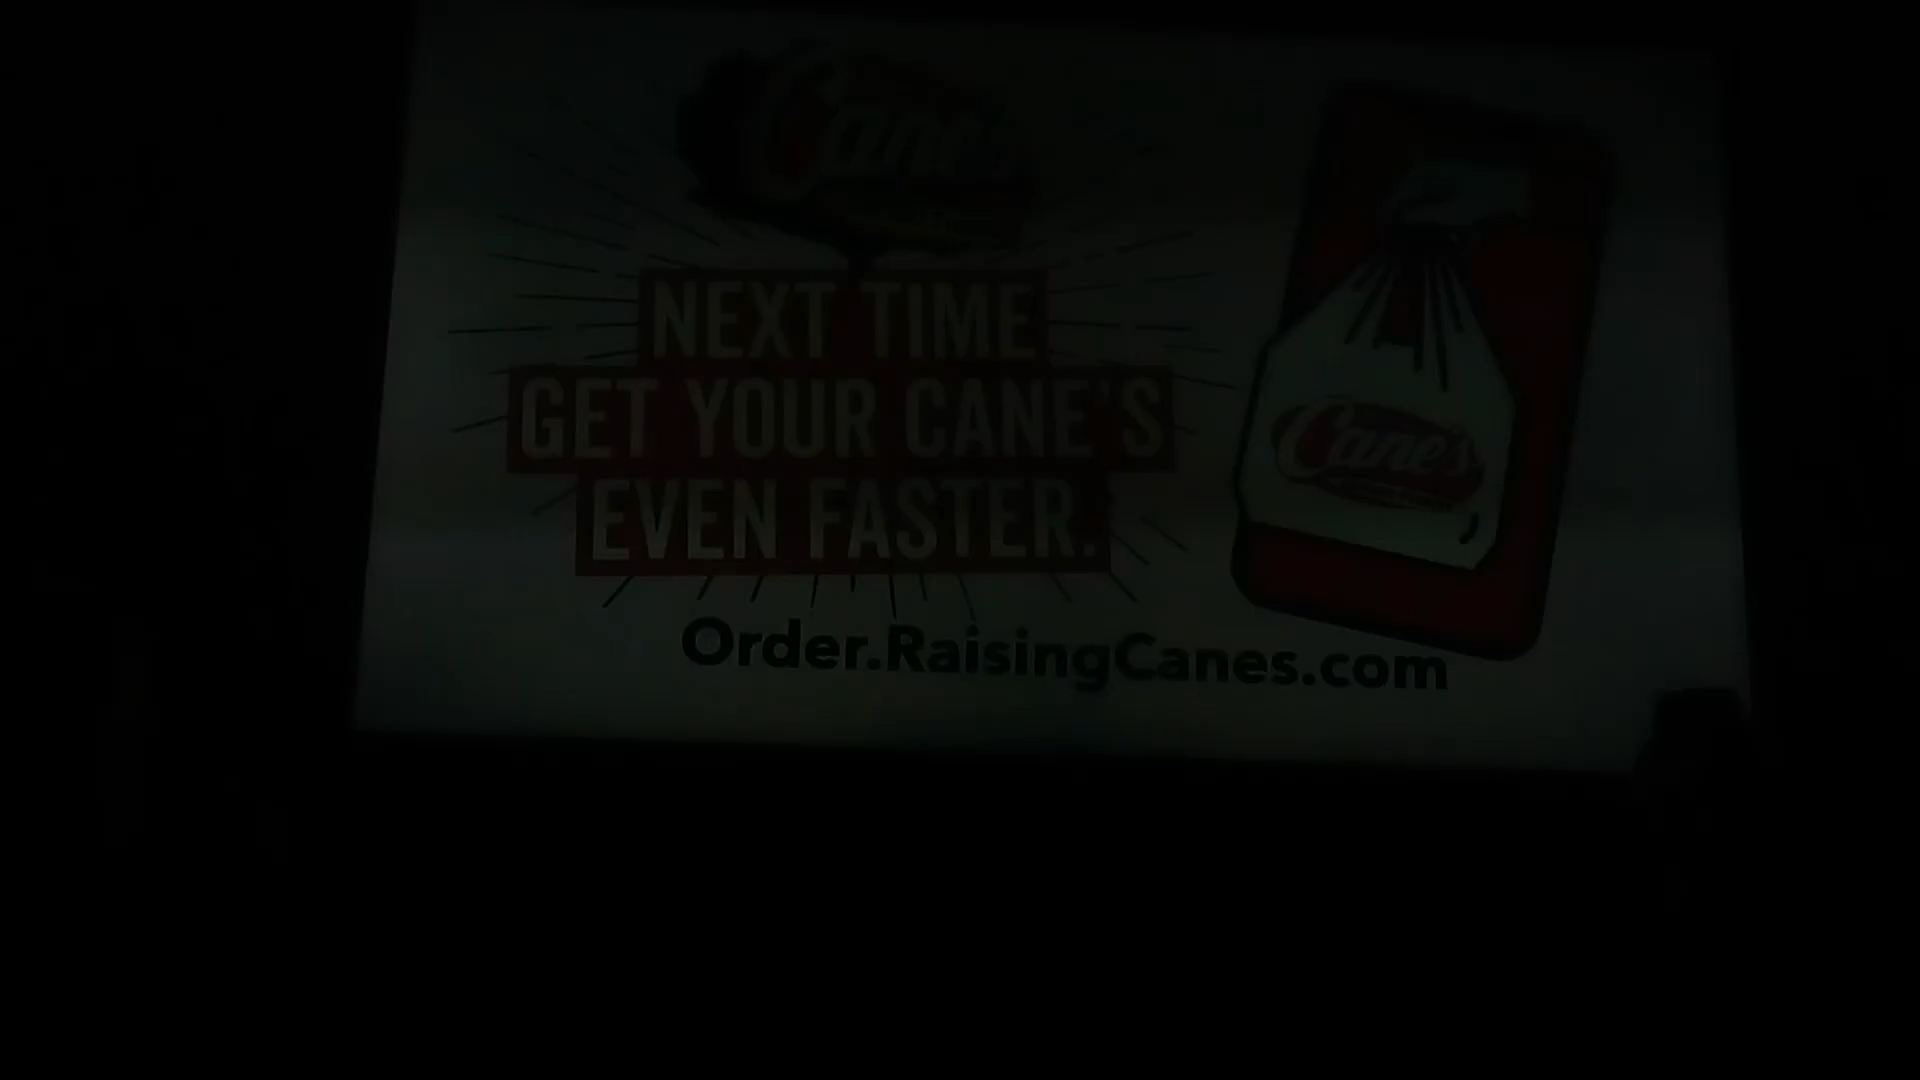 Cane's
NEXT TIME
GET YOUR CANE'S
EVEN FASTER.
Cane's
Order.RaisingCanes.com